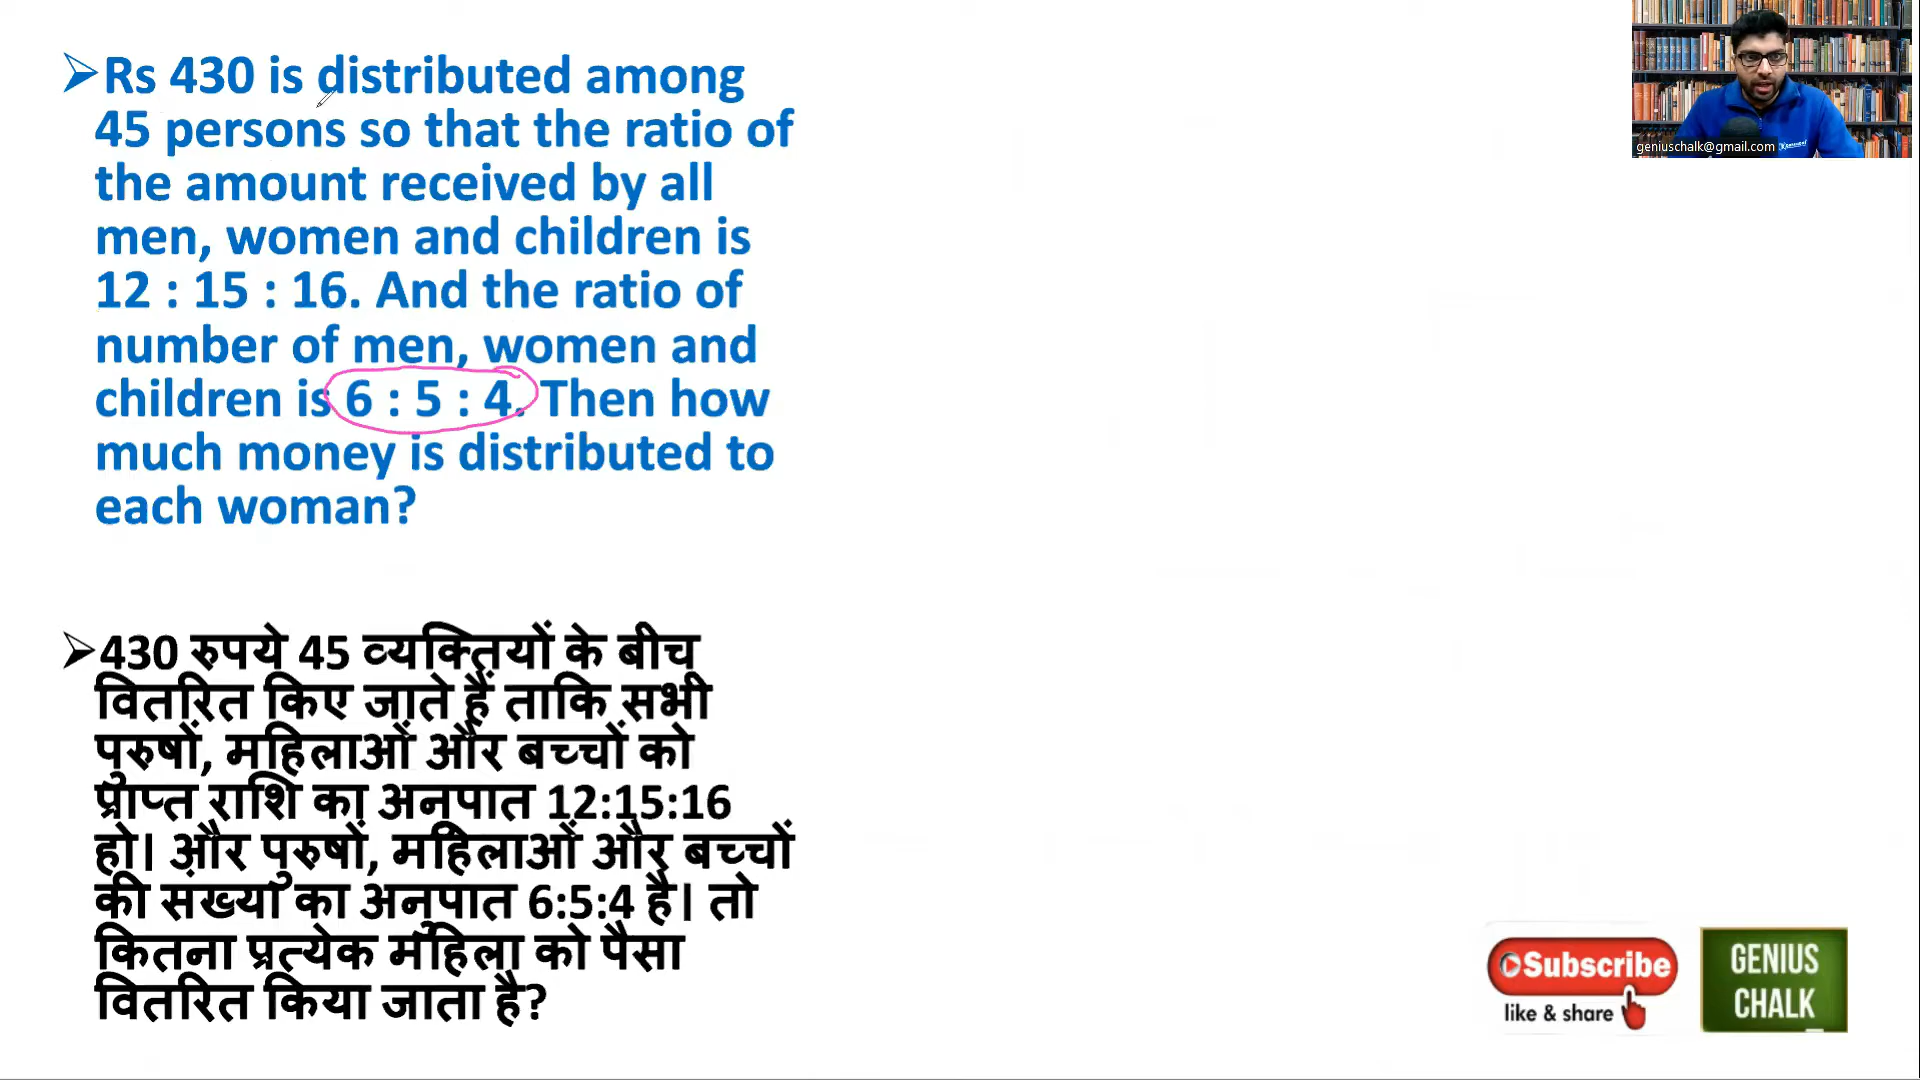 ➢Rs 430 is distributed among
45 persons so that the ratio of
the amount received by all
men, women and children is
12 : 15 : 16. And the ratio of
number of men, women and
children is 6 : 5 : 4. Then how
much money is distributed to
each woman?
➢430 रुपये 45 व्यक्तियों के बीच
वितरित किए जाते हैं ताकि सभी
पुरुषों, महिलाओं और बच्चों को
प्राप्त राशि का अनुपात 12:15:16
हो। और पुरुषों, महिलाओं और बच्चों
की संख्या का अनुपात 6:5:4 है। तो
कितना प्रत्येक महिला को पैसा
वितरित किया जाता है?
geniuschalk@gmail.com
Subscribe
like & share
GENIUS
CHALK